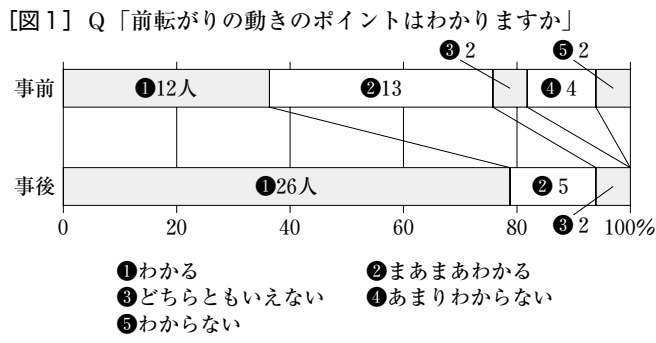 [図1] Q「前転がりの動きのポイントはわかりますか」
❸2 ❺2
事前 ❶12人 ❷13 ❹4
事後 ❶26人 ❷5
❸2
0 20 40 60 80 100%
❶わかる ❷まあまあわかる
❸どちらともいえない ❹あまりわからない
❺わからない